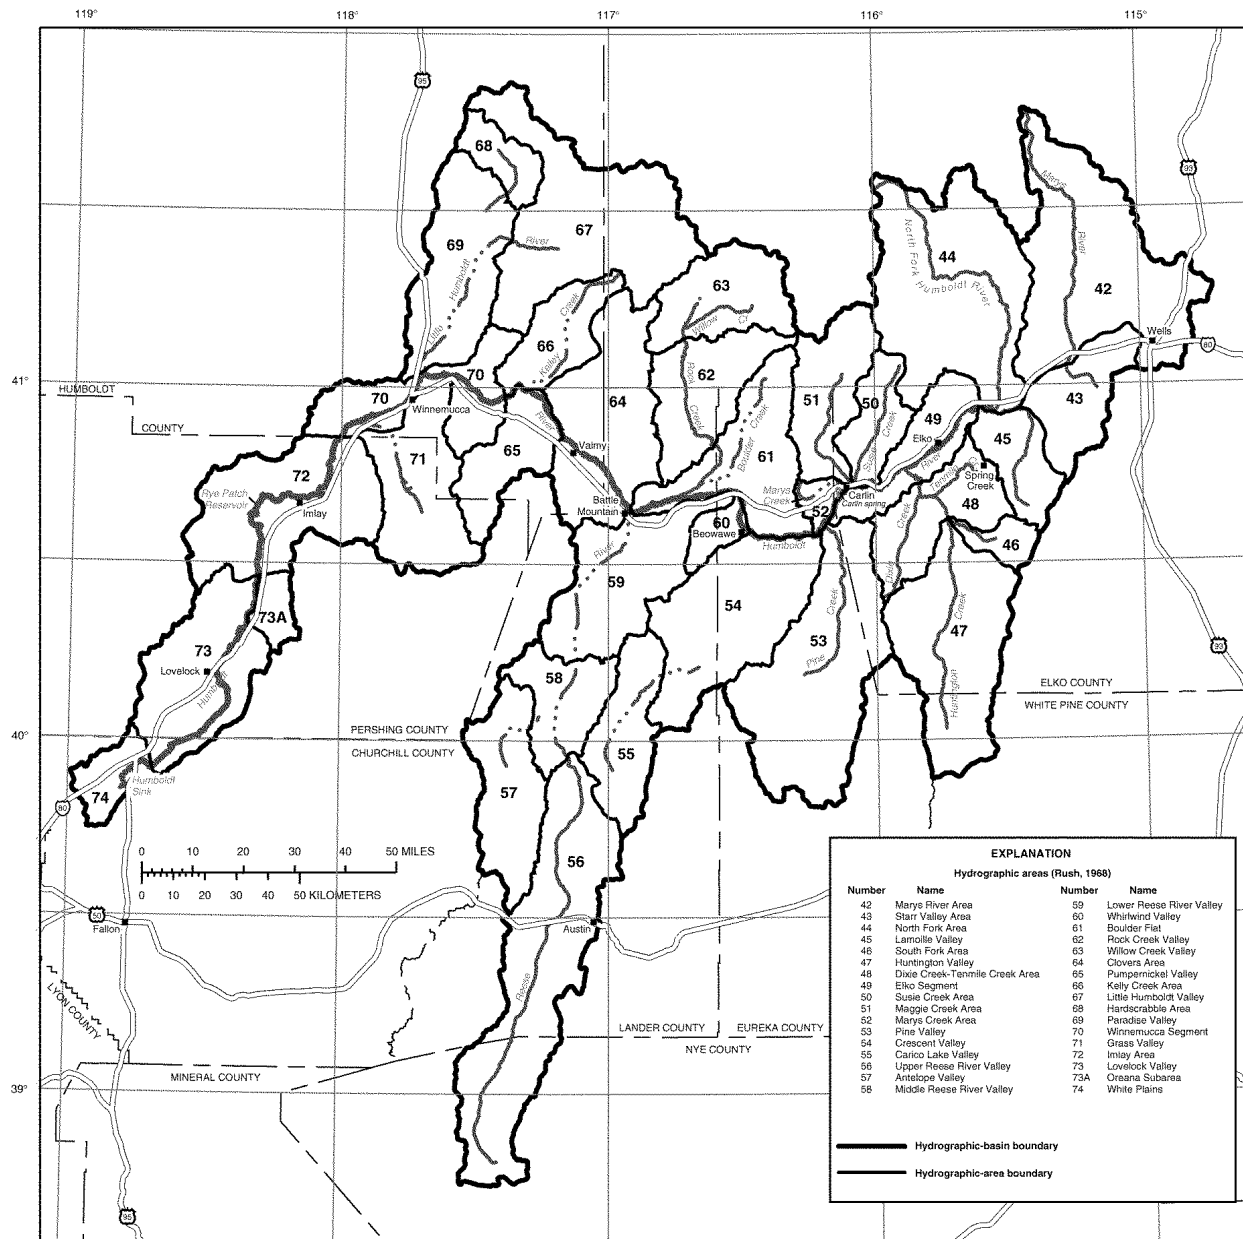 119°
118°
117°
116°
115°
95
68
93
Marys
67
69
River
North Fork Humboldt River
44
River
42
Humboldt
63
Little
Creek
Willow Cr
Wells
80
66
Kelley
41°
HUMBOLDT
70
70
62
Rock
Creek
64
51
50
49
43
Winnemucca
COUNTY
River
Boulder Creek
Susie Creek
Elko
45
Valmy
65
61
River
71
72
Tenmile Cr
Spring
Creek
Rye Patch
Reservoir
Imlay
Battle
Mountain
Marys
Creek
Carlin
Carlin spring
48
52
60
Beowawe
Humboldt
Creek
46
River
59
Dixie
54
73A
Creek
Creek
53
47
73
Lovelock
Pine
58
Humboldt
Huntington
ELKO COUNTY
WHITE PINE COUNTY
PERSHING COUNTY
40°
CHURCHILL COUNTY
55
Humboldt
Sink
74
80
57
0 10 20 30 40 50 MILES
0 10 20 30 40 50 KILOMETERS
56
50
Fallon
Austin
Reese
LYON COUNTY
LANDER COUNTY
EUREKA COUNTY
NYE COUNTY
MINERAL COUNTY
39°
95
93
EXPLANATION
Hydrographic areas (Rush, 1968)
Number Name Number Name
42 Marys River Area 59 Lower Reese River Valley
43 Starr Valley Area 60 Whirlwind Valley
44 North Fork Area 61 Boulder Flat
45 Lamoille Valley 62 Rock Creek Valley
46 South Fork Area 63 Willow Creek Valley
47 Huntington Valley 64 Clovers Area
48 Dixie Creek-Tenmile Creek Area 65 Pumpernickel Valley
49 Elko Segment 66 Kelly Creek Area
50 Susie Creek Area 67 Little Humboldt Valley
51 Maggie Creek Area 68 Hardscrabble Area
52 Marys Creek Area 69 Paradise Valley
53 Pine Valley 70 Winnemucca Segment
54 Crescent Valley 71 Grass Valley
55 Carico Lake Valley 72 Imlay Area
56 Upper Reese River Valley 73 Lovelock Valley
57 Antelope Valley 73A Oreana Subarea
58 Middle Reese River Valley 74 White Plains
Hydrographic-basin boundary
Hydrographic-area boundary